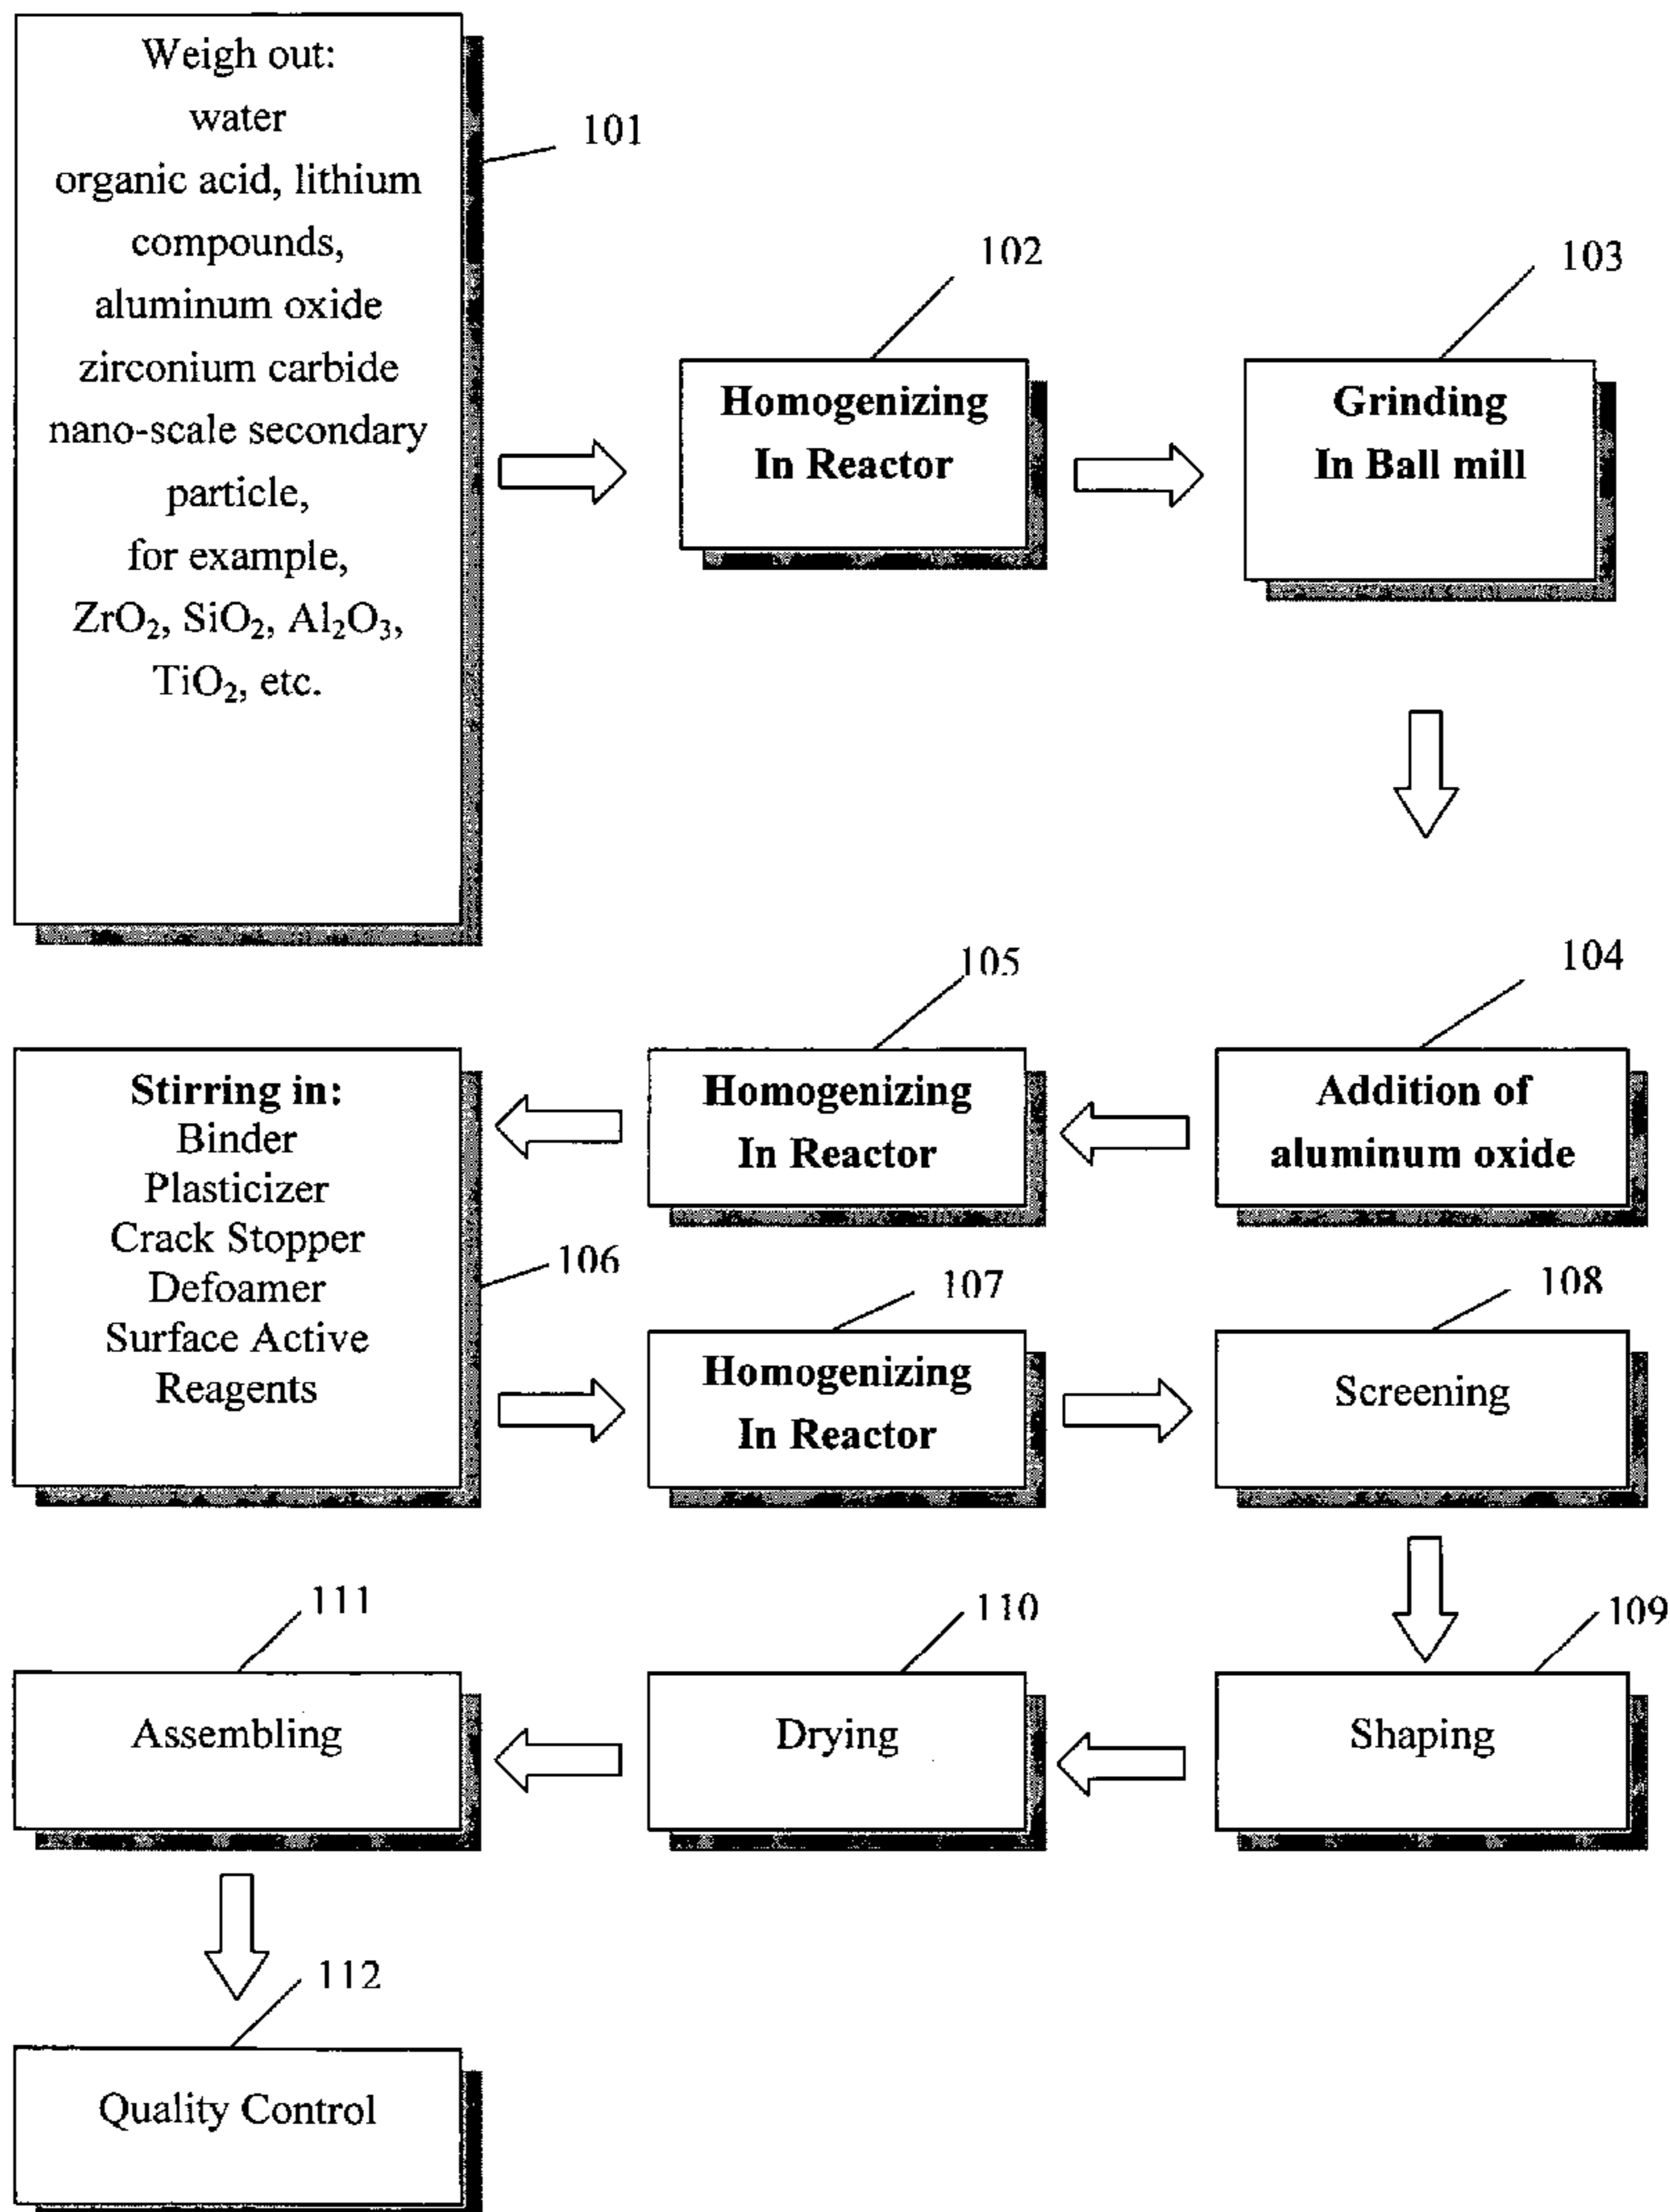 Weigh out:
water
organic acid, lithium
compounds,
aluminum oxide
zirconium carbide
nano-scale secondary
particle,
for example,
ZrO₂, SiO₂, Al₂O₃,
TiO₂, etc.
101
102
Homogenizing
In Reactor
103
Grinding
In Ball mill
104
Addition of
aluminum oxide
105
Homogenizing
In Reactor
Stirring in:
Binder
Plasticizer
Crack Stopper
Defoamer
Surface Active
Reagents
106
107
Homogenizing
In Reactor
108
Screening
109
Shaping
110
Drying
111
Assembling
112
Quality Control